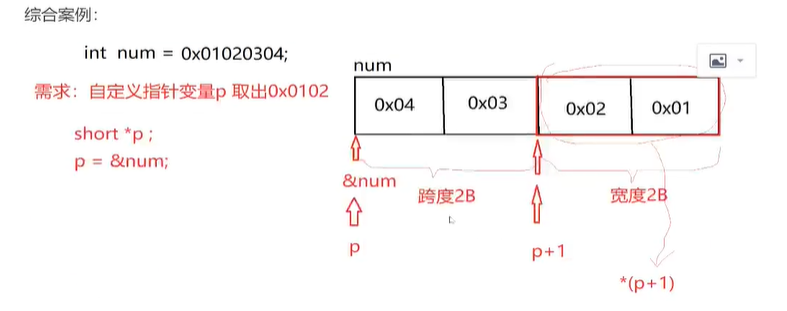 综合案例：
int num = 0x01020304;
需求：自定义指针变量p 取出0x0102
short *p ;
p = &num;
num
0x04 0x03 0x02 0x01
&num
跨度2B
宽度2B
p
p+1
*(p+1)